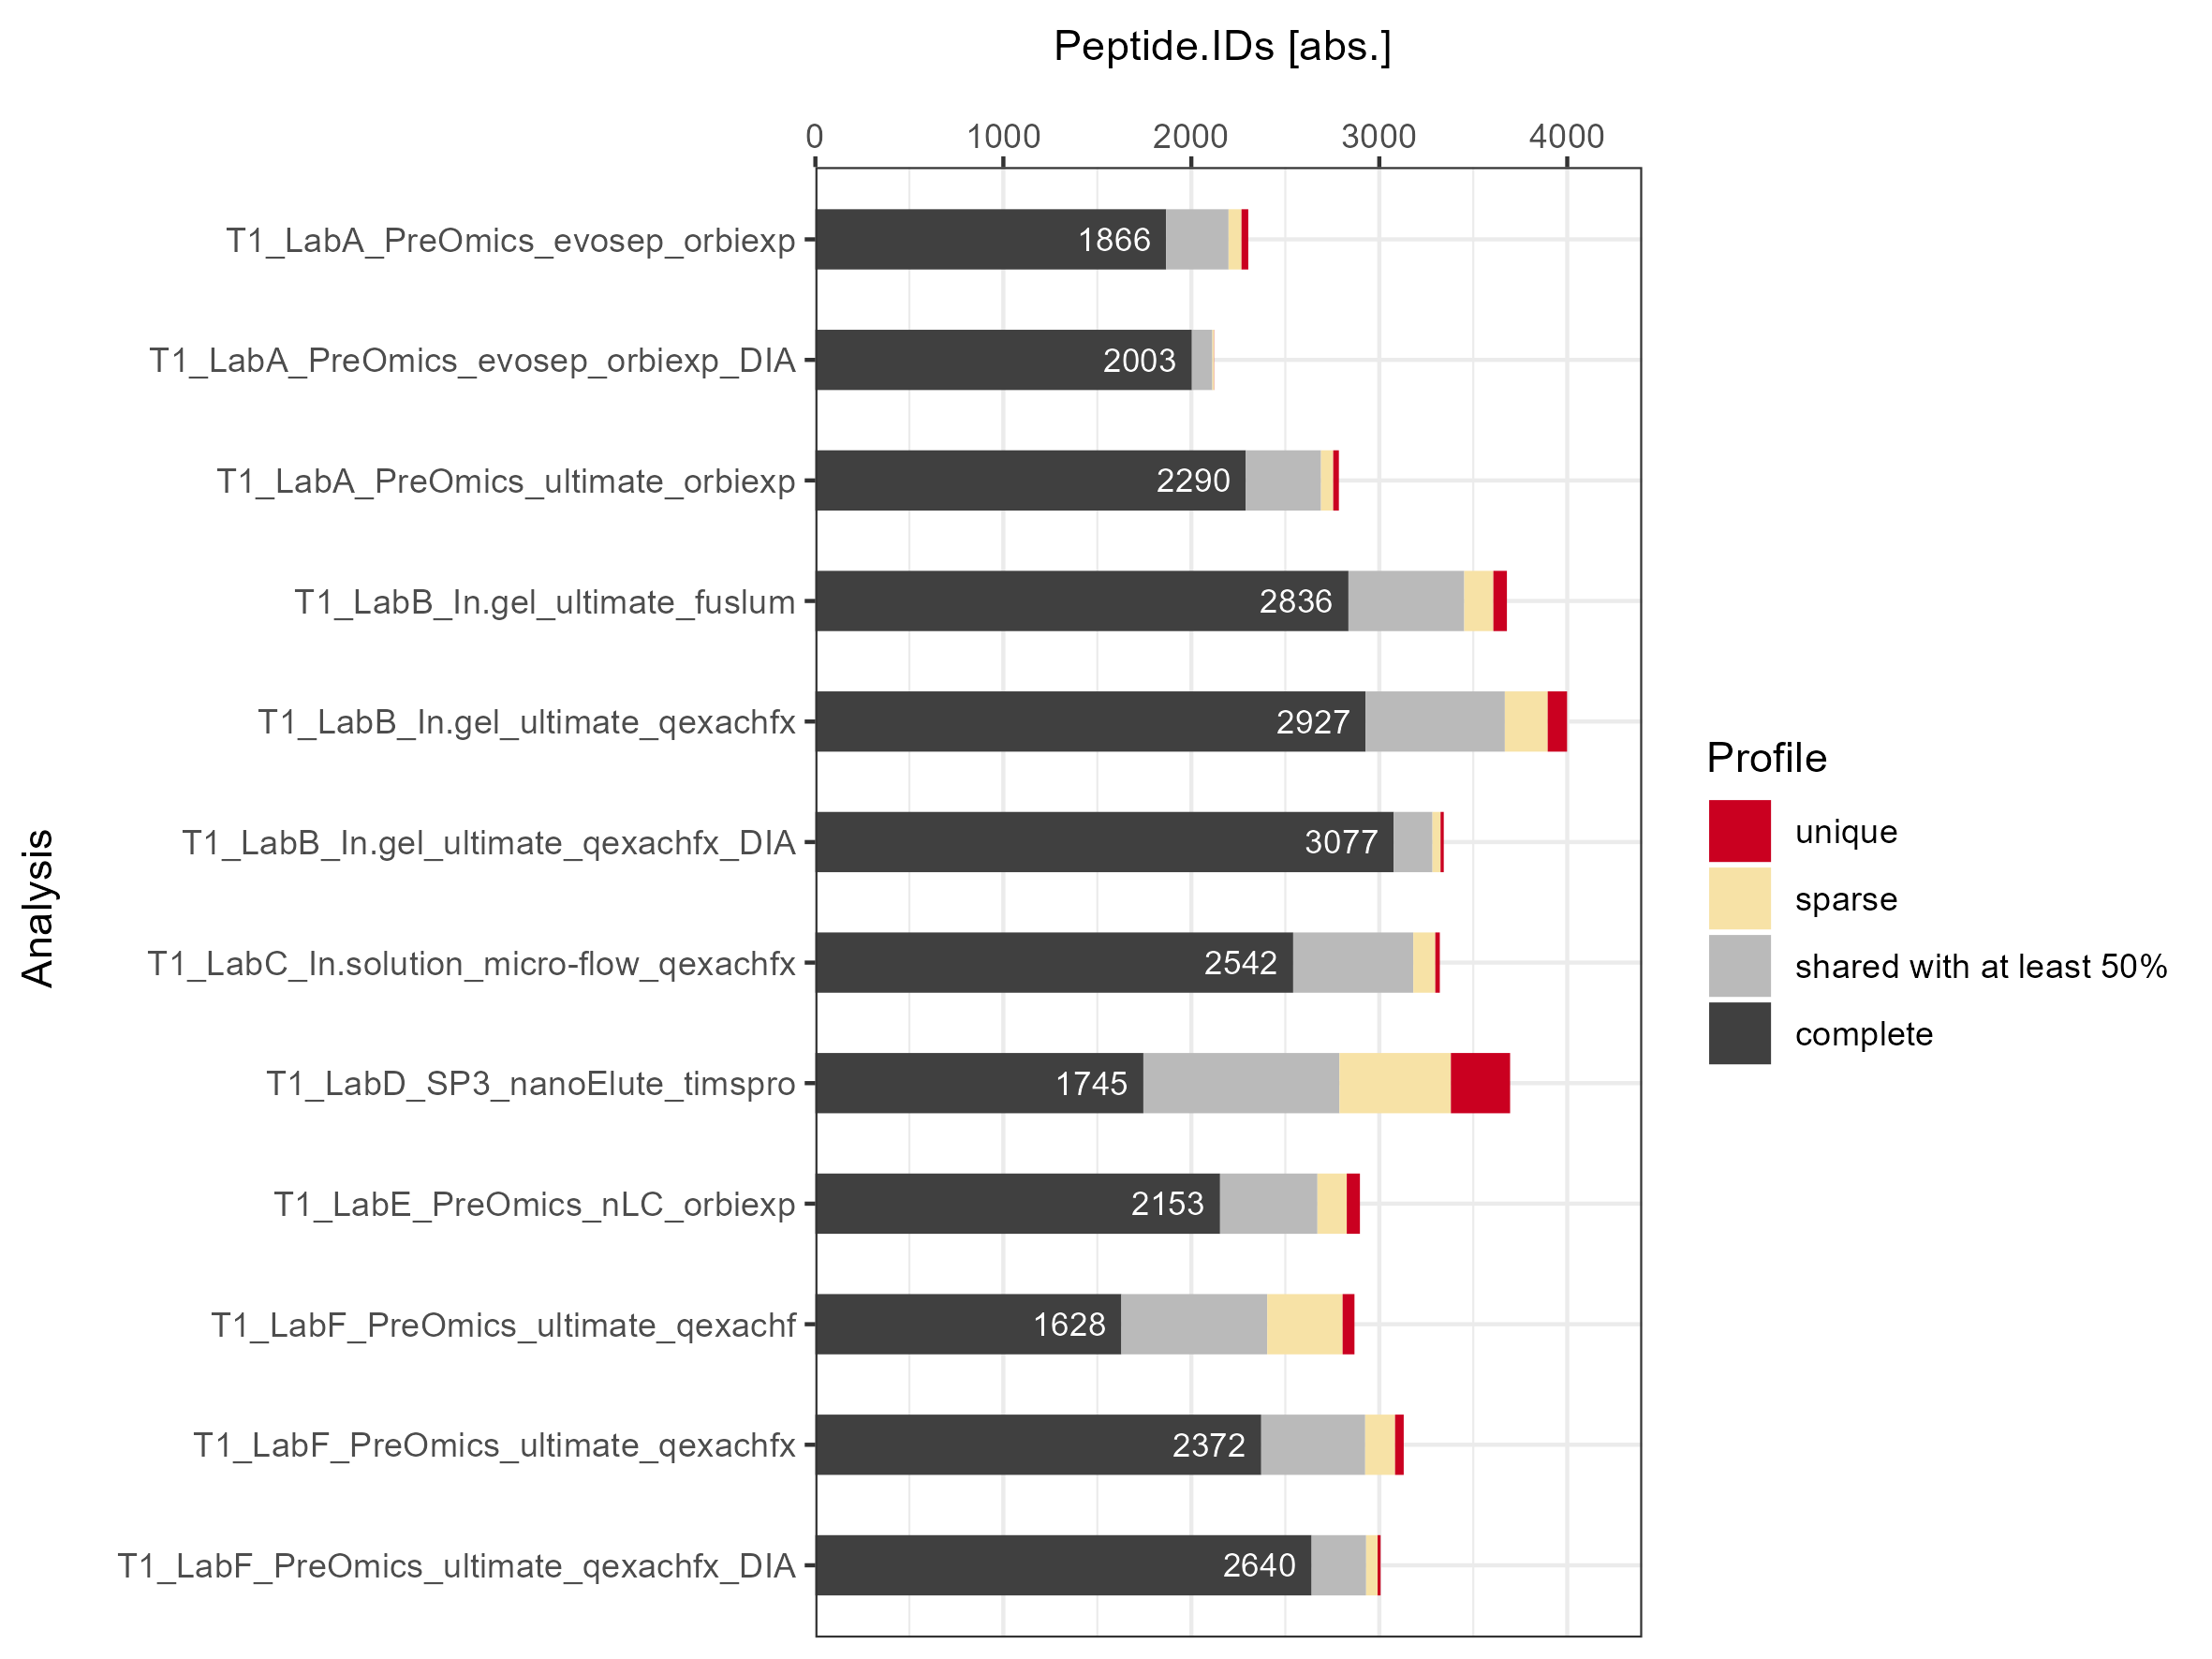 Peptide.IDs [abs.]
0 1000 2000 3000 4000
T1_LabA_PreOmics_evosep_orbiexp 1866
T1_LabA_PreOmics_evosep_orbiexp_DIA 2003
T1_LabA_PreOmics_ultimate_orbiexp 2290
T1_LabB_In.gel_ultimate_fuslum 2836
T1_LabB_In.gel_ultimate_qexachfx 2927
T1_LabB_In.gel_ultimate_qexachfx_DIA 3077
T1_LabC_In.solution_micro-flow_qexachfx 2542
T1_LabD_SP3_nanoElute_timspro 1745
T1_LabE_PreOmics_nLC_orbiexp 2153
T1_LabF_PreOmics_ultimate_qexachf 1628
T1_LabF_PreOmics_ultimate_qexachfx 2372
T1_LabF_PreOmics_ultimate_qexachfx_DIA 2640
Analysis
Profile
unique
sparse
shared with at least 50%
complete